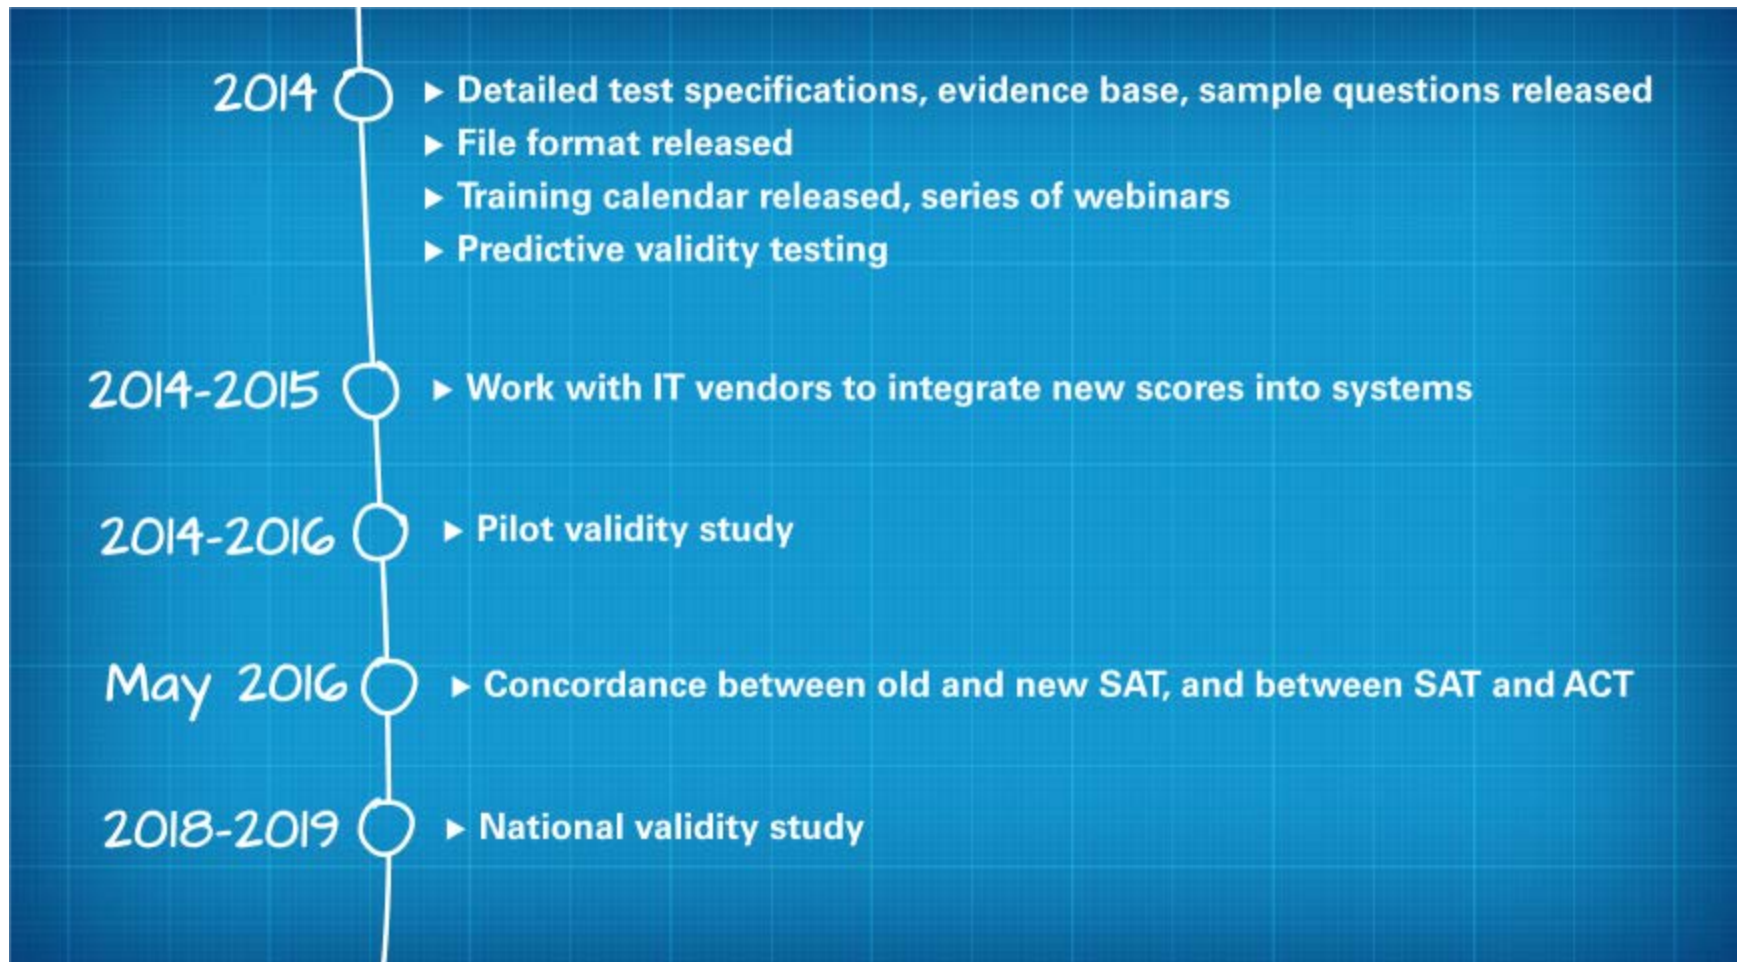 2014 ▶ Detailed test specifications, evidence base, sample questions released
▶ File format released
▶ Training calendar released, series of webinars
▶ Predictive validity testing
2014-2015 ▶ Work with IT vendors to integrate new scores into systems
2014-2016 ▶ Pilot validity study
May 2016 ▶ Concordance between old and new SAT, and between SAT and ACT
2018-2019 ▶ National validity study